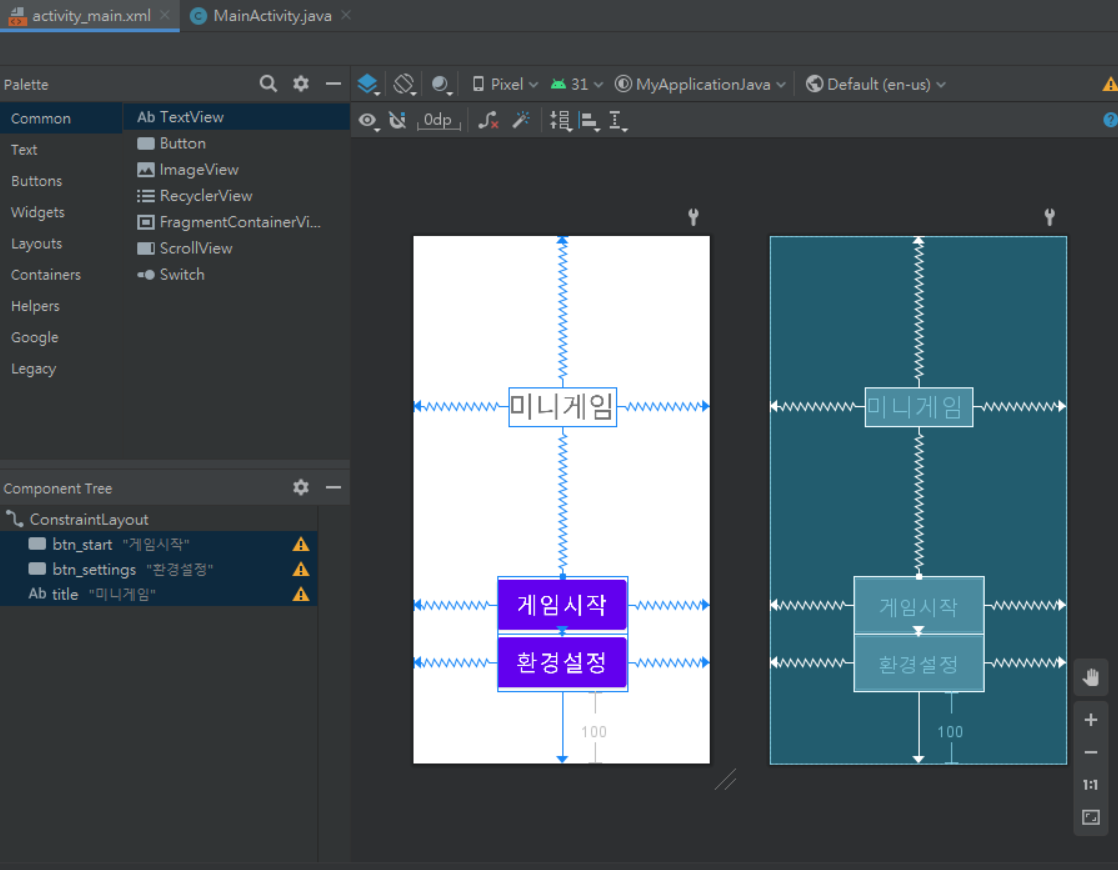 activity_main.xml
MainActivity.java
Palette
Pixel
31
MyApplicationJava
Default (en-us)
Common
Text
Buttons
Widgets
Layouts
Containers
Helpers
Google
Legacy
Ab TextView
Button
ImageView
RecyclerView
FragmentContainerVi...
ScrollView
Switch
0dp
Component Tree
ConstraintLayout
btn_start "게임시작"
btn_settings "환경설정"
Ab title "미니게임"
미니게임
게임시작
환경설정
100
미니게임
게임시작
환경설정
100
1:1